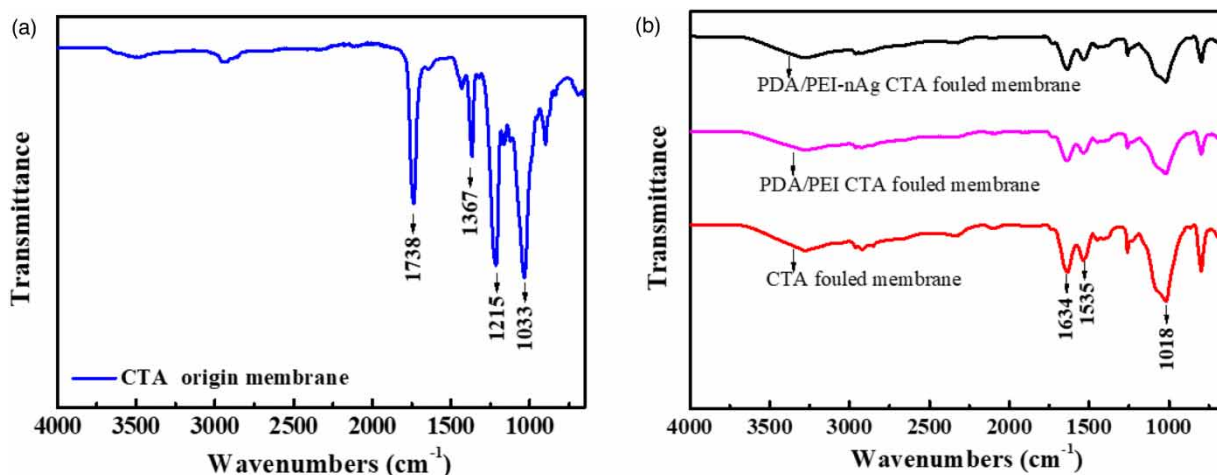 (a)
Transmittance
1738
1367
1215
1033
CTA origin membrane
4000 3500 3000 2500 2000 1500 1000
Wavenumbers (cm-1)
(b)
Transmittance
PDA/PEI-nAg CTA fouled membrane
PDA/PEI CTA fouled membrane
CTA fouled membrane
1634
1535
1018
4000 3500 3000 2500 2000 1500 1000
Wavenumbers (cm-1)